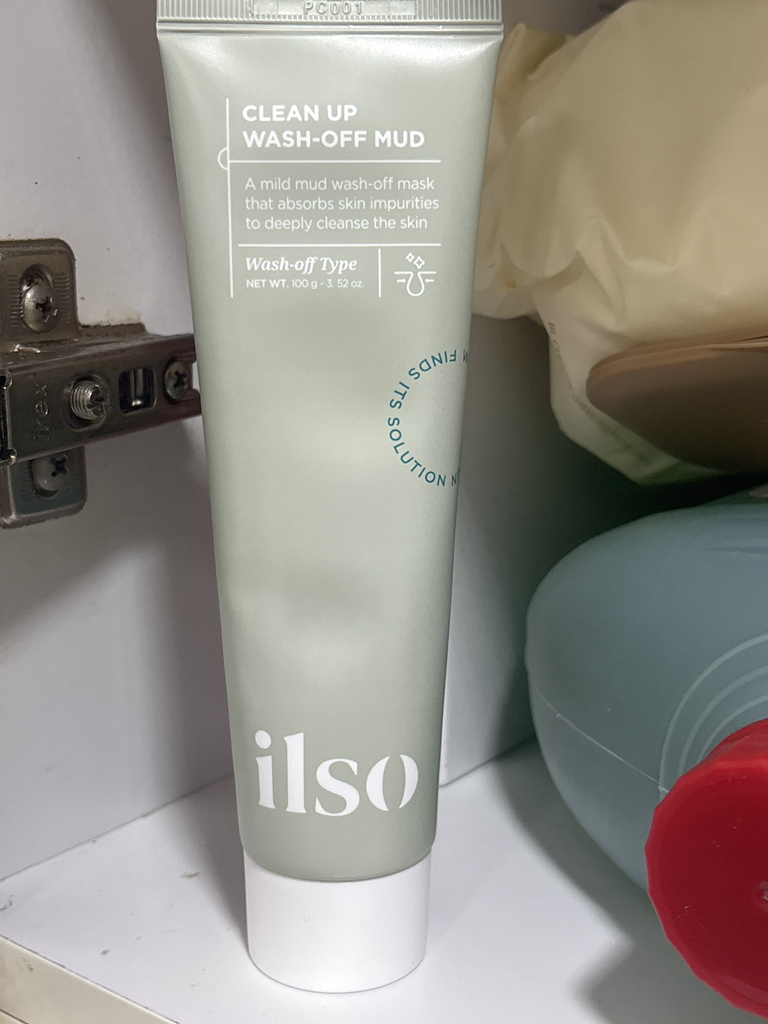 PC001
CLEAN UP
WASH-OFF MUD
A mild mud wash-off mask
that absorbs skin impurities
to deeply cleanse the skin
Wash-off Type
NET WT. 100 g - 3. 52 oz.
FINDS ITS SOLUTION
ilso